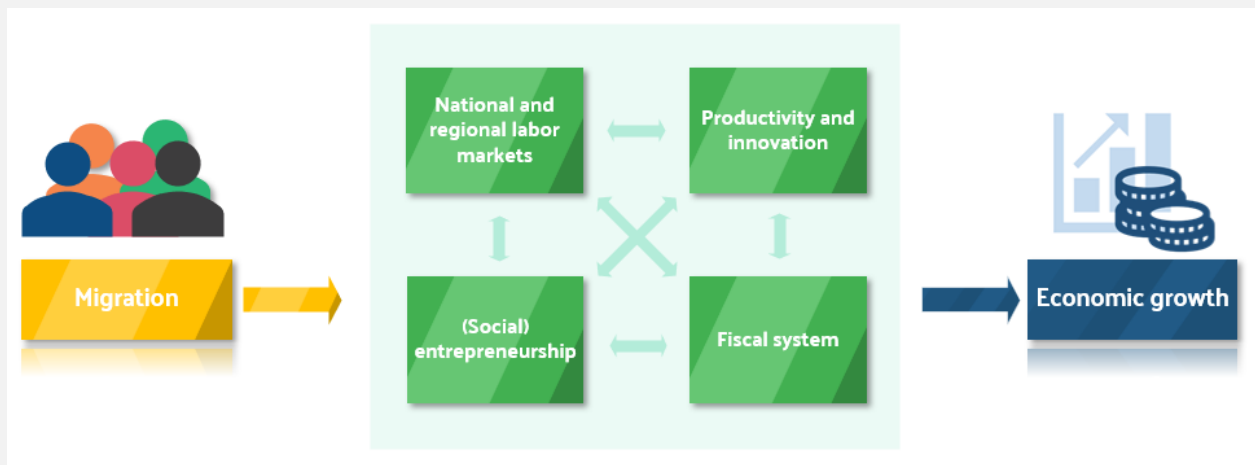 Migration
National and
regional labor
markets
Productivity and
innovation
(Social)
entrepreneurship
Fiscal system
Economic growth